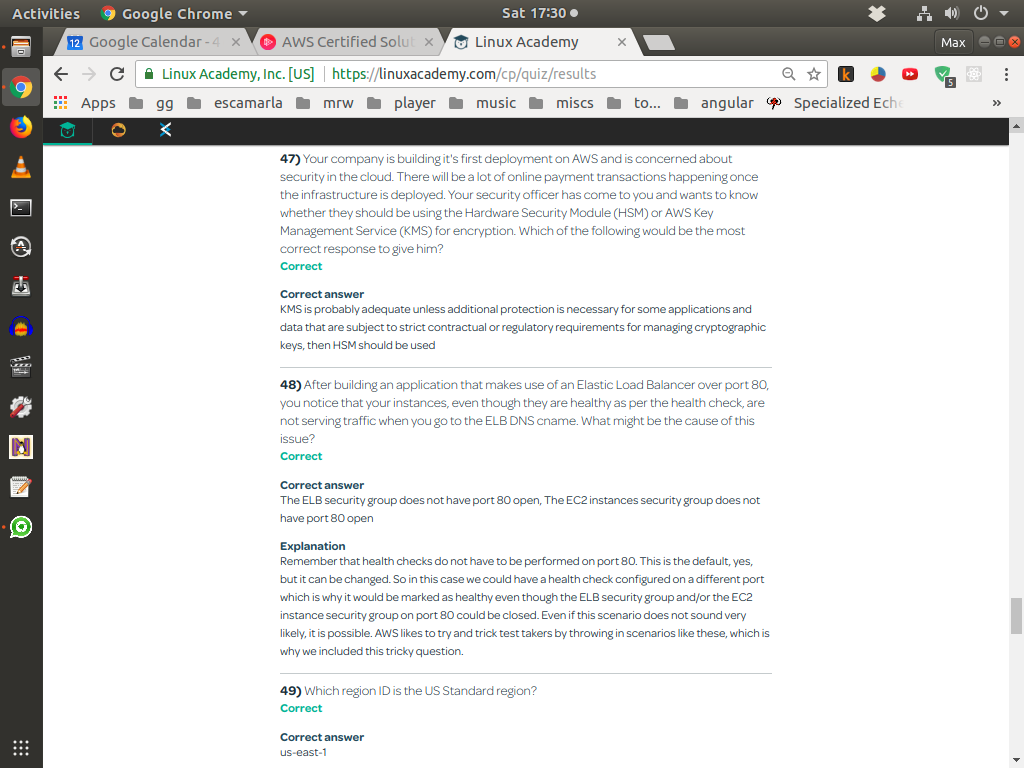 Activities Google Chrome Sat 17:30
Google Calendar - 4 AWS Certified Solut Linux Academy Max
Linux Academy, Inc. [US] https://linuxacademy.com/cp/quiz/results 5
Apps gg escamarla mrw player music miscs to... angular Specialized Eche »
47) Your company is building it's first deployment on AWS and is concerned about
security in the cloud. There will be a lot of online payment transactions happening once
the infrastructure is deployed. Your security officer has come to you and wants to know
whether they should be using the Hardware Security Module (HSM) or AWS Key
Management Service (KMS) for encryption. Which of the following would be the most
correct response to give him?
Correct
Correct answer
KMS is probably adequate unless additional protection is necessary for some applications and
data that are subject to strict contractual or regulatory requirements for managing cryptographic
keys, then HSM should be used
48) After building an application that makes use of an Elastic Load Balancer over port 80,
you notice that your instances, even though they are healthy as per the health check, are
not serving traffic when you go to the ELB DNS cname. What might be the cause of this
issue?
Correct
Correct answer
The ELB security group does not have port 80 open, The EC2 instances security group does not
have port 80 open
Explanation
Remember that health checks do not have to be performed on port 80. This is the default, yes,
but it can be changed. So in this case we could have a health check configured on a different port
which is why it would be marked as healthy even though the ELB security group and/or the EC2
instance security group on port 80 could be closed. Even if this scenario does not sound very
likely, it is possible. AWS likes to try and trick test takers by throwing in scenarios like these, which is
why we included this tricky question.
49) Which region ID is the US Standard region?
Correct
Correct answer
us-east-1